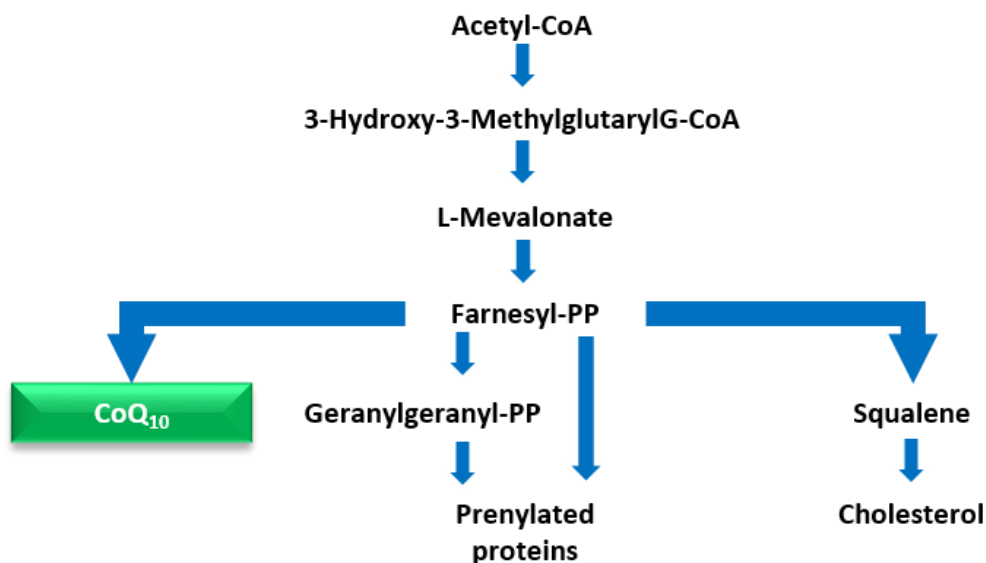 Acetyl-CoA
3-Hydroxy-3-MethylglutarylG-CoA
L-Mevalonate
Farnesyl-PP
CoQ₁₀
Geranylgeranyl-PP
Squalene
Prenylated
proteins
Cholesterol